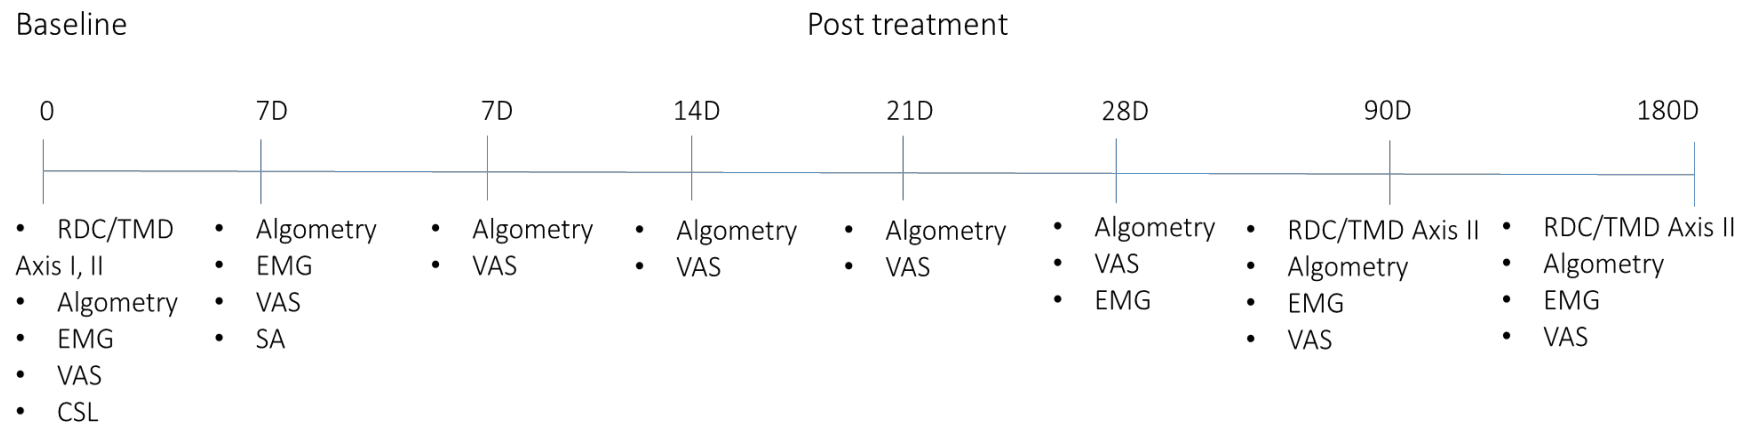 Baseline
Post treatment
0
7D
7D
14D
21D
28D
90D
180D
• RDC/TMD
Axis I, II
• Algometry
• EMG
• VAS
• CSL
• Algometry
• EMG
• VAS
• SA
• Algometry
• VAS
• Algometry
• VAS
• Algometry
• VAS
• Algometry
• VAS
• EMG
• RDC/TMD Axis II
• Algometry
• EMG
• VAS
• RDC/TMD Axis II
• Algometry
• EMG
• VAS